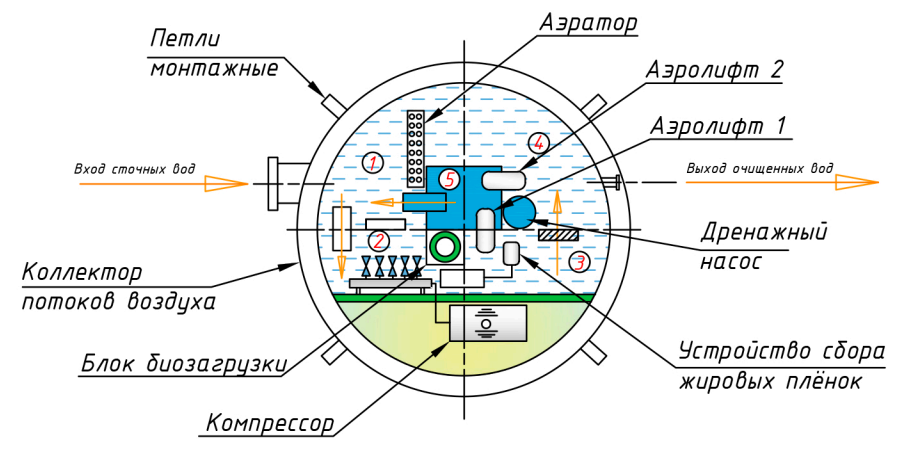 Аэратор
Петли
монтажные
Аэролифт 2
Аэролифт 1
4
1
Вход сточных вод
5
Выход очищенных вод
2
Дренажный
насос
3
Коллектор
потоков воздуха
Блок биозагрузки
Устройство сбора
жировых плёнок
Компрессор